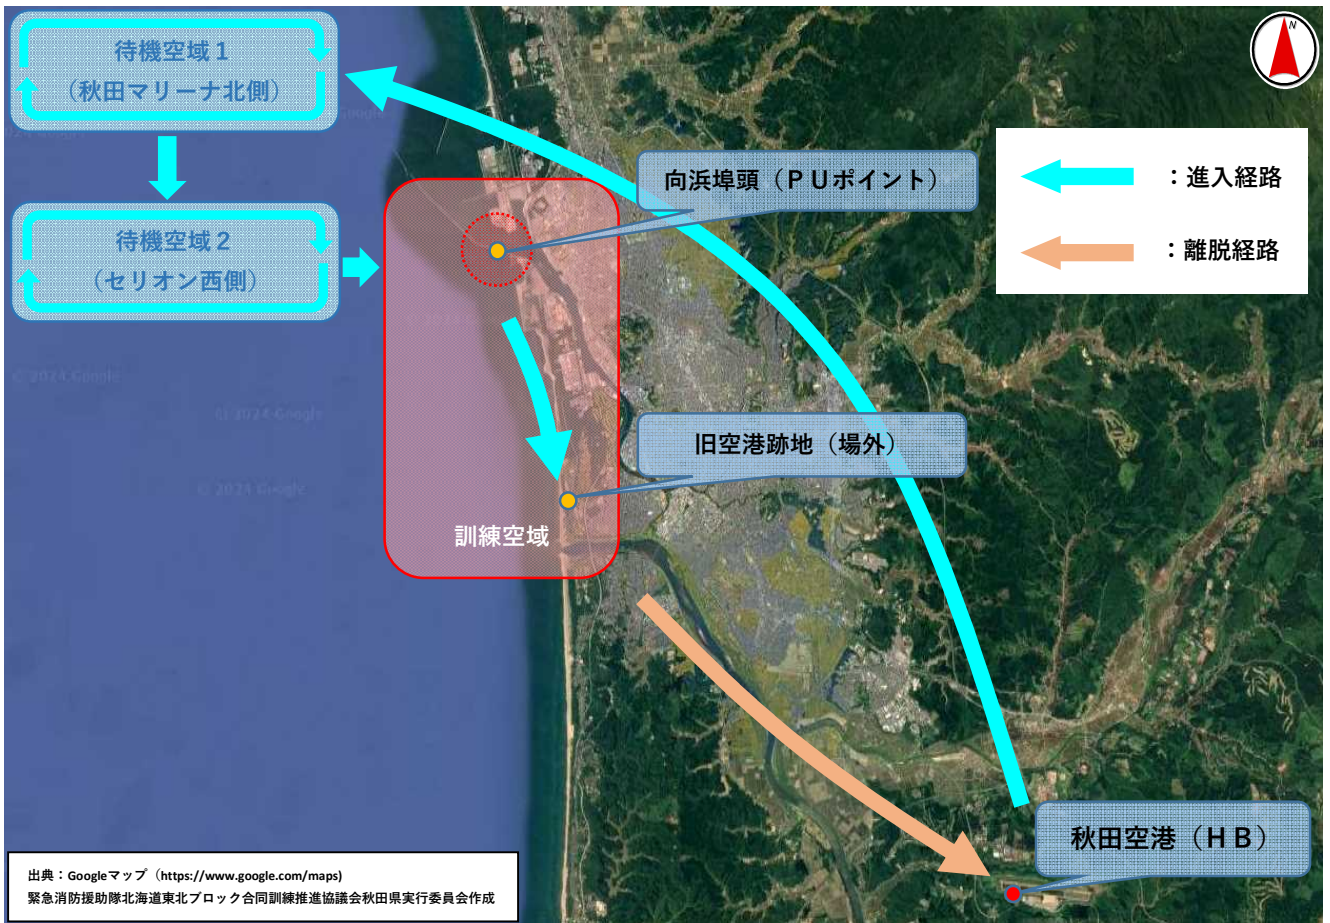 待機空域１
（秋田マリーナ北側）
N
待機空域２
（セリオン西側）
向浜埠頭（ＰＵポイント）
：進入経路
：離脱経路
旧空港跡地（場外）
訓練空域
© 2024 Google
© 2024 Google
© 2024 Google
秋田空港（ＨＢ）
出典：Googleマップ（https://www.google.com/maps)
緊急消防援助隊北海道東北ブロック合同訓練推進協議会秋田県実行委員会作成